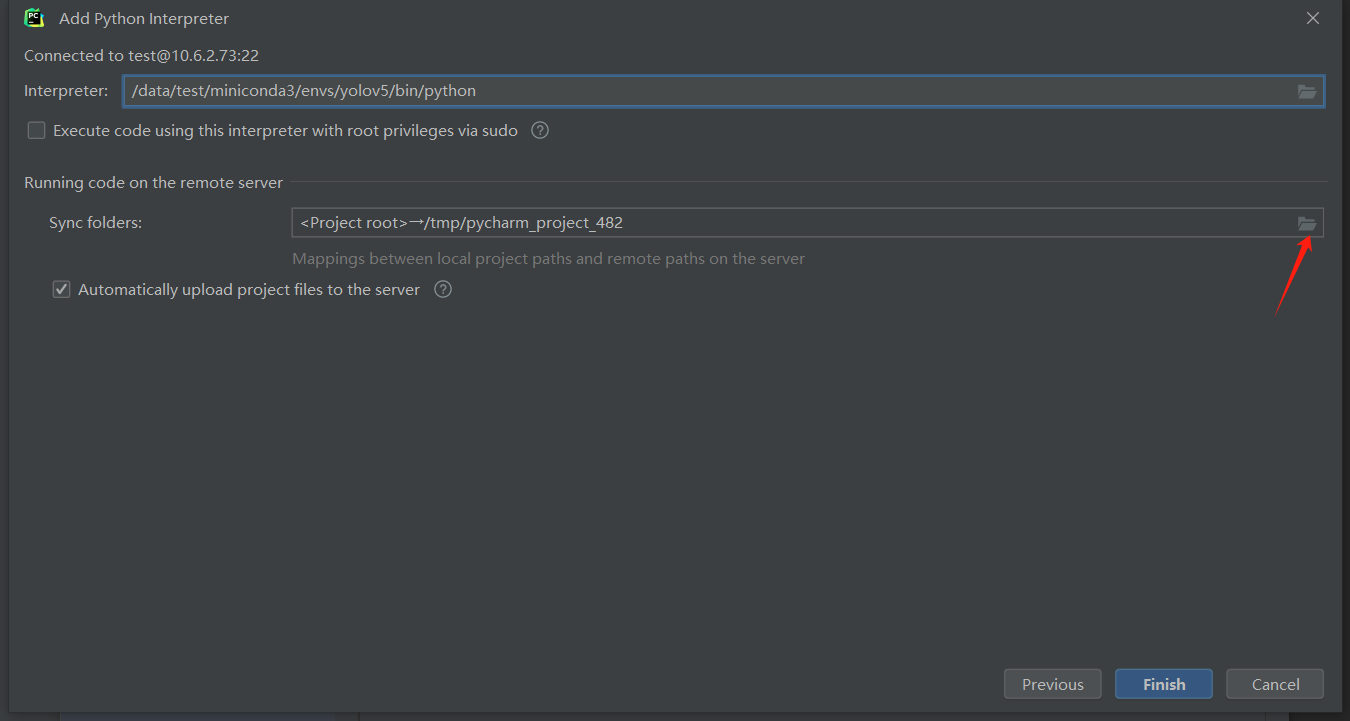 PC
Add Python Interpreter
Connected to test@10.6.2.73:22
Interpreter: /data/test/miniconda3/envs/yolov5/bin/python
Execute code using this interpreter with root privileges via sudo ?
Running code on the remote server
Sync folders: <Project root>→/tmp/pycharm_project_482
Mappings between local project paths and remote paths on the server
Automatically upload project files to the server ?
Previous Finish Cancel